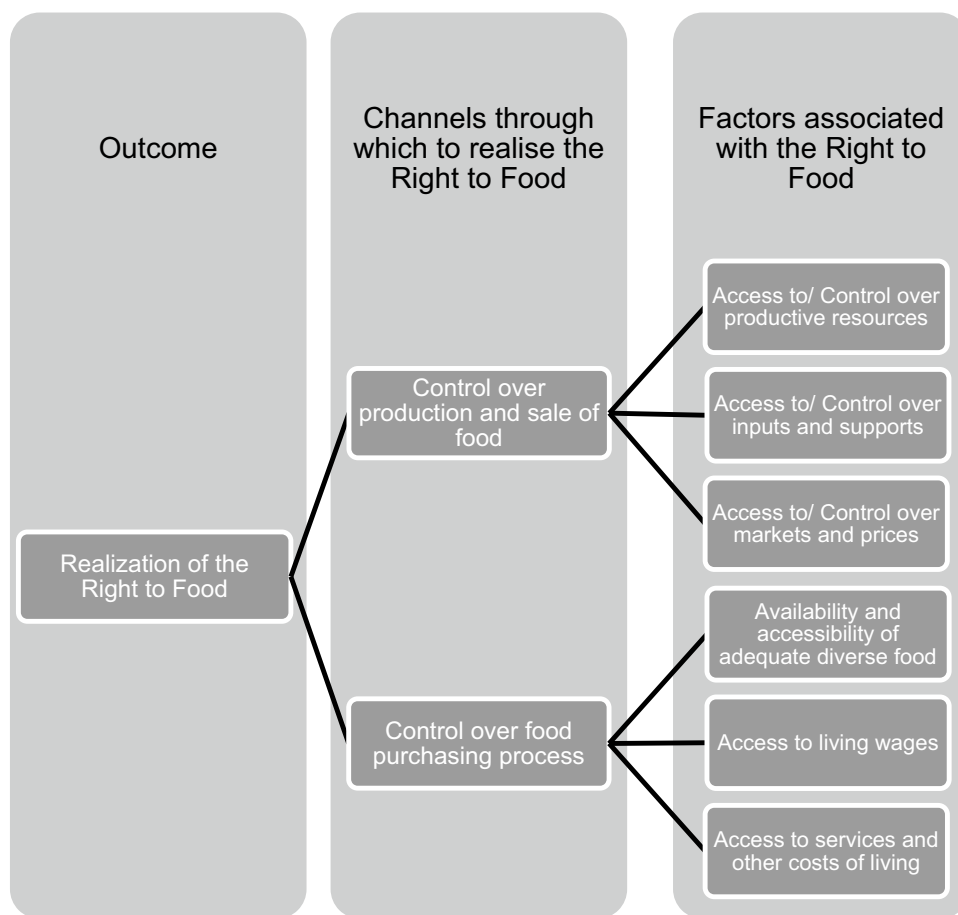 Outcome
Channels through
which to realise the
Right to Food
Factors associated
with the Right to
Food
Realization of the
Right to Food
Control over
production and sale of
food
Control over food
purchasing process
Access to/ Control over
productive resources
Access to/ Control over
inputs and supports
Access to/ Control over
markets and prices
Availability and
accessibility of
adequate diverse food
Access to living wages
Access to services and
other costs of living